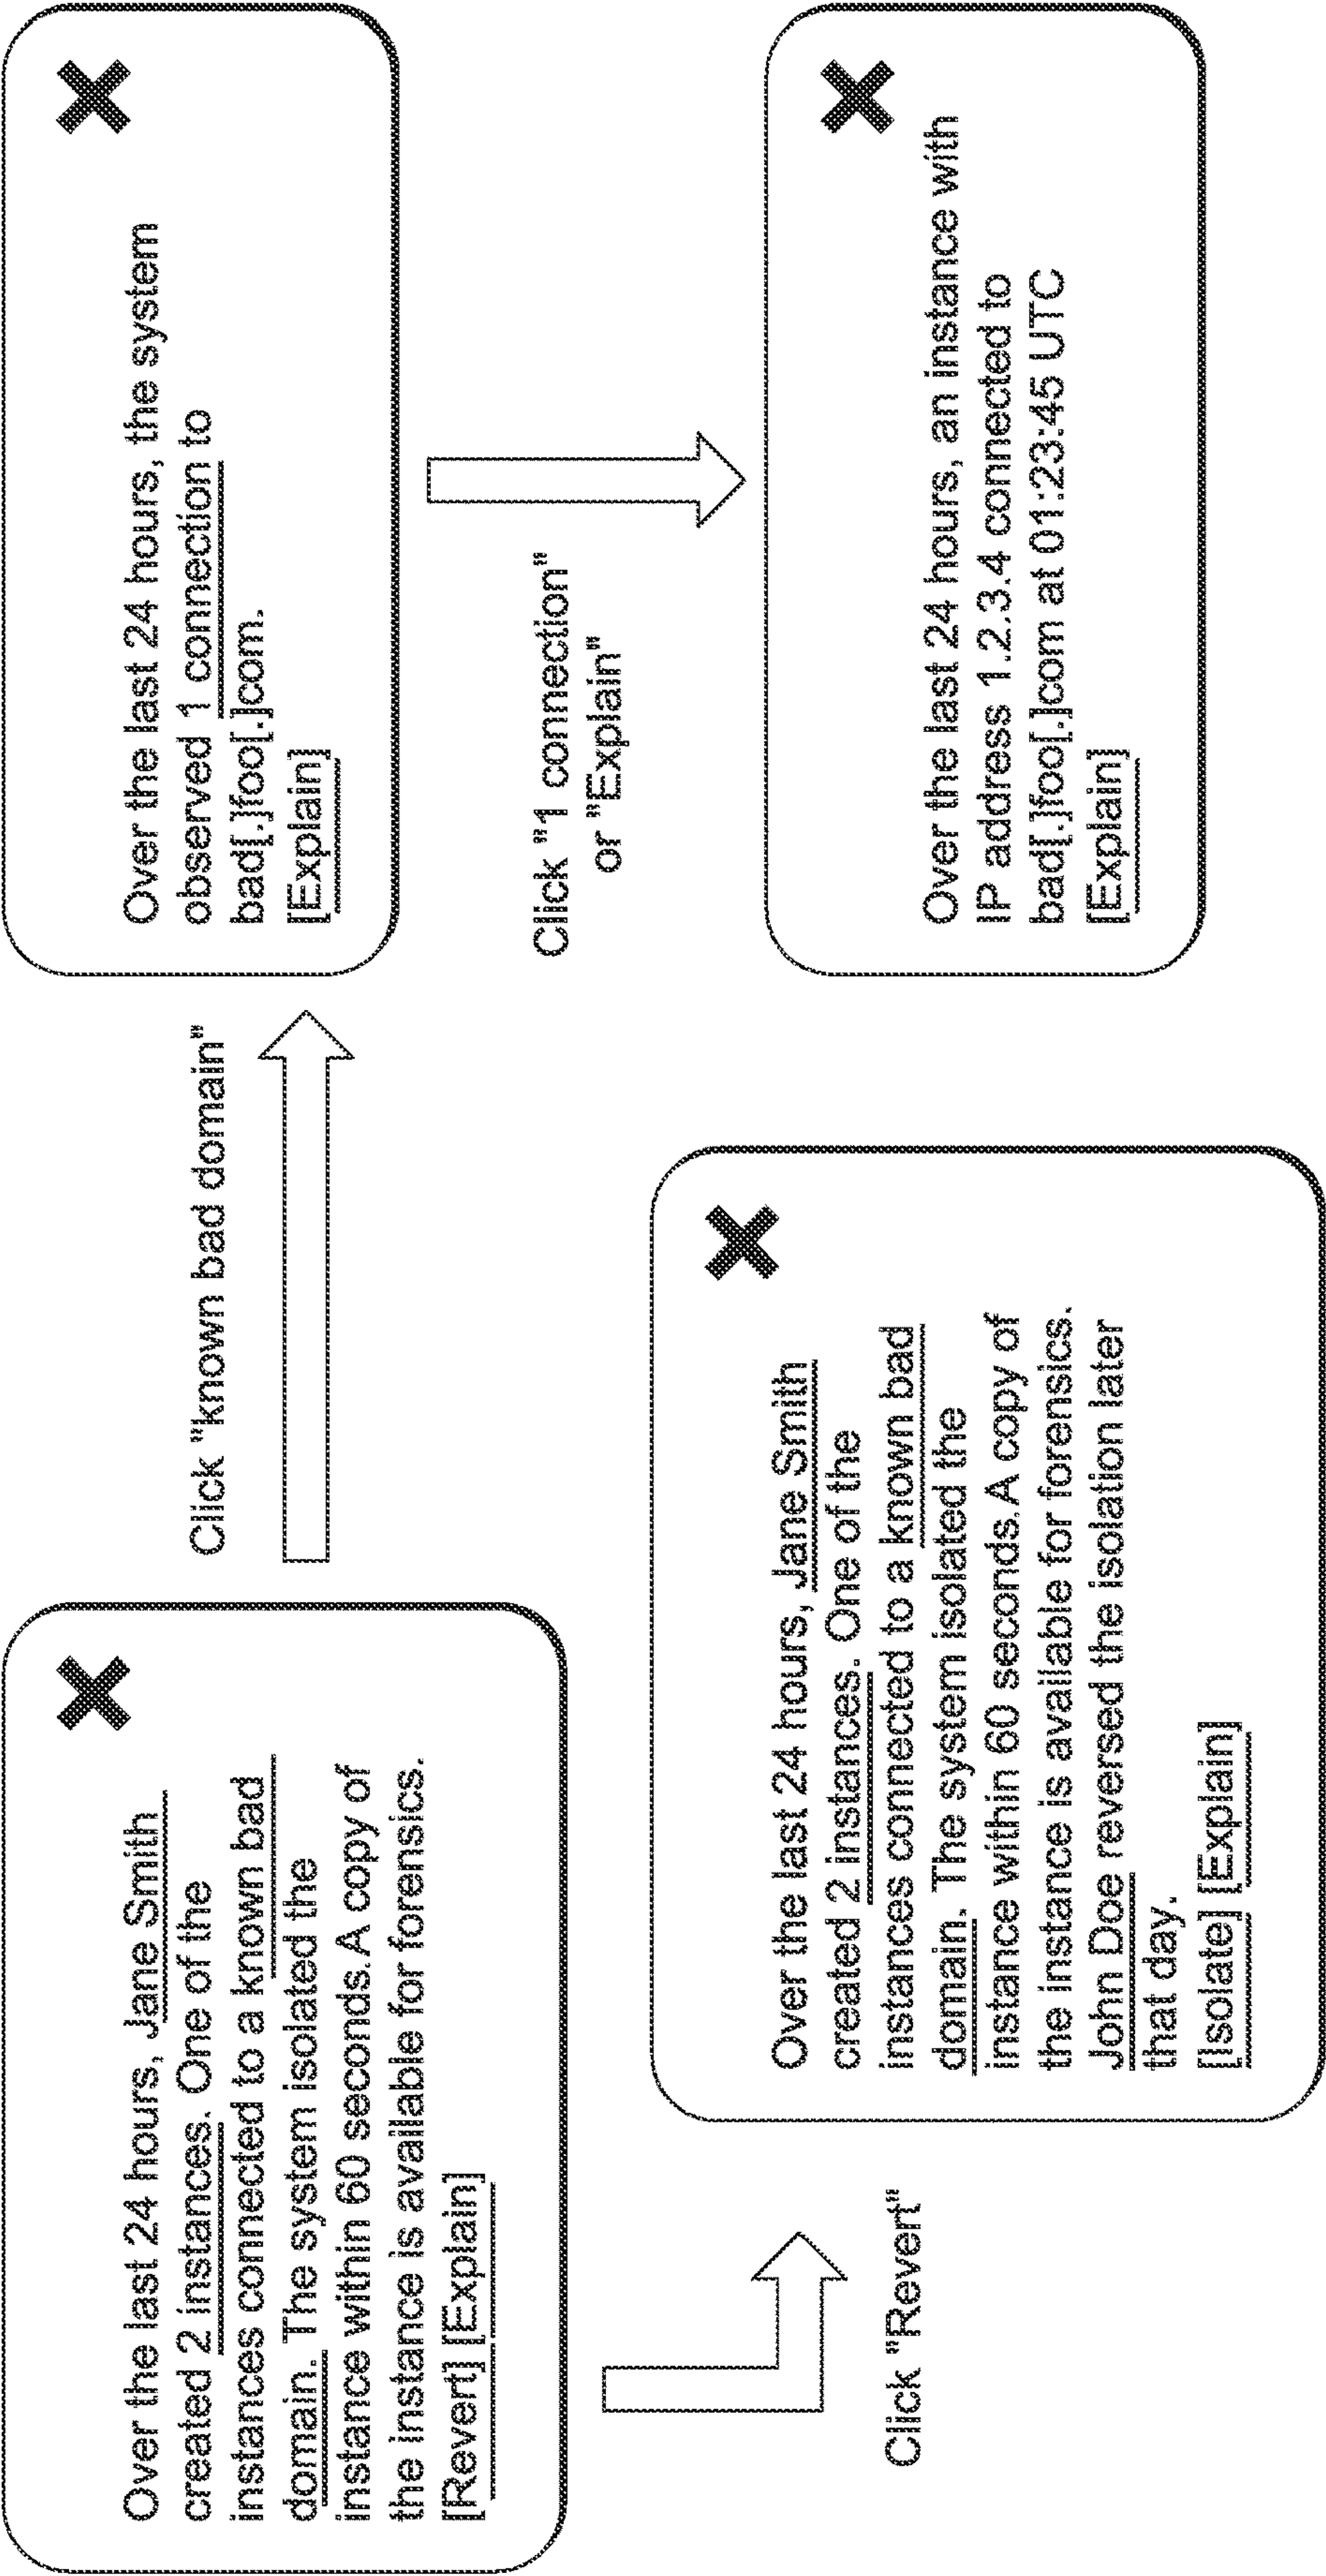 Over the last 24 hours, Jane Smith
created 2 instances. One of the
instances connected to a known bad
domain. The system isolated the
instance within 60 seconds. A copy of
the instance is available for forensics.
[Revert] [Explain]
Click "known bad domain"
Over the last 24 hours, the system
observed 1 connection to
bad[.]foo[.]com.
[Explain]
Click "1 connection"
or "Explain"
Over the last 24 hours, an instance with
IP address 1.2.3.4 connected to
bad[.]foo[.]com at 01:23:45 UTC
[Explain]
Click "Revert"
Over the last 24 hours, Jane Smith
created 2 instances. One of the
instances connected to a known bad
domain. The system isolated the
instance within 60 seconds. A copy of
the instance is available for forensics.
John Doe reversed the isolation later
that day.
[Isolate] [Explain]